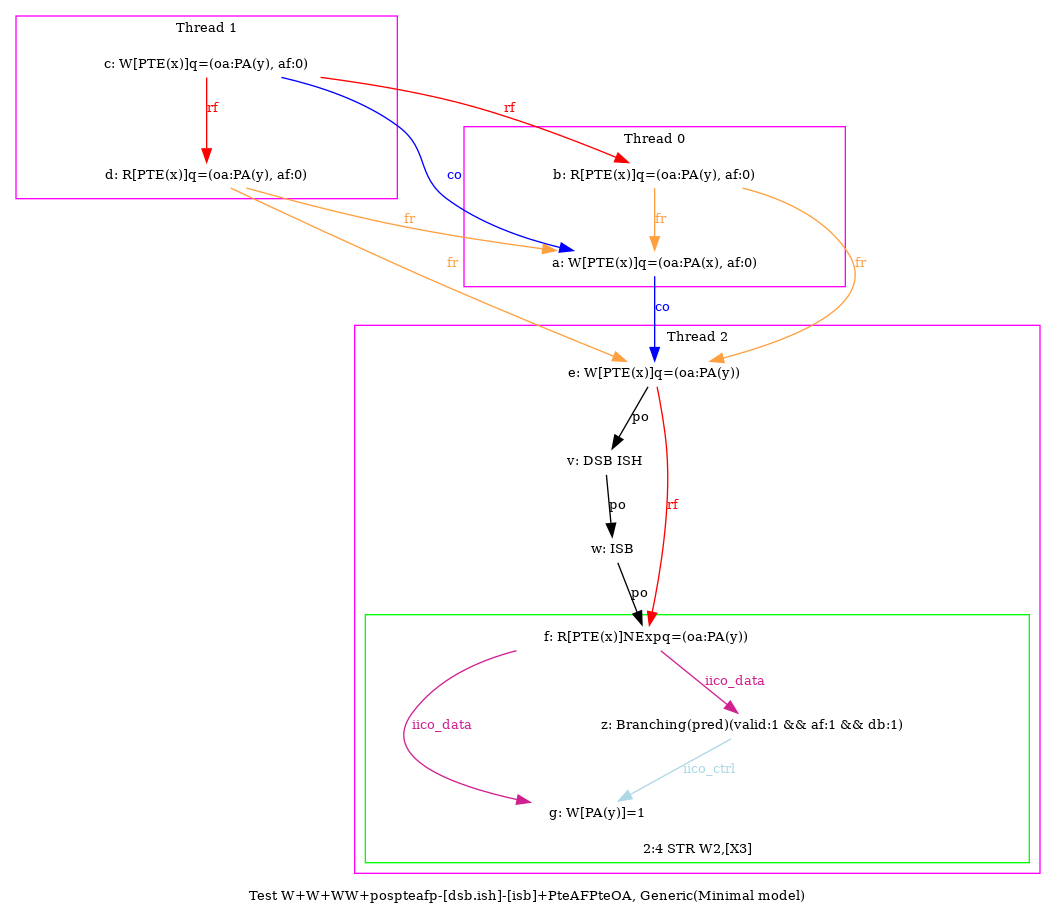 Thread 1
c: W[PTE(x)]q=(oa:PA(y), af:0)
rf
rf
Thread 0
co
d: R[PTE(x)]q=(oa:PA(y), af:0)
b: R[PTE(x)]q=(oa:PA(y), af:0)
fr
fr
fr
fr
a: W[PTE(x)]q=(oa:PA(x), af:0)
co
Thread 2
e: W[PTE(x)]q=(oa:PA(y))
po
v: DSB ISH
po
rf
w: ISB
po
f: R[PTE(x)]NExpq=(oa:PA(y))
iico_data
iico_data
z: Branching(pred)(valid:1 && af:1 && db:1)
iico_ctrl
g: W[PA(y)]=1
2:4 STR W2,[X3]
Test W+W+WW+pospteafp-[dsb.ish]-[isb]+PteAFPteOA, Generic(Minimal model)